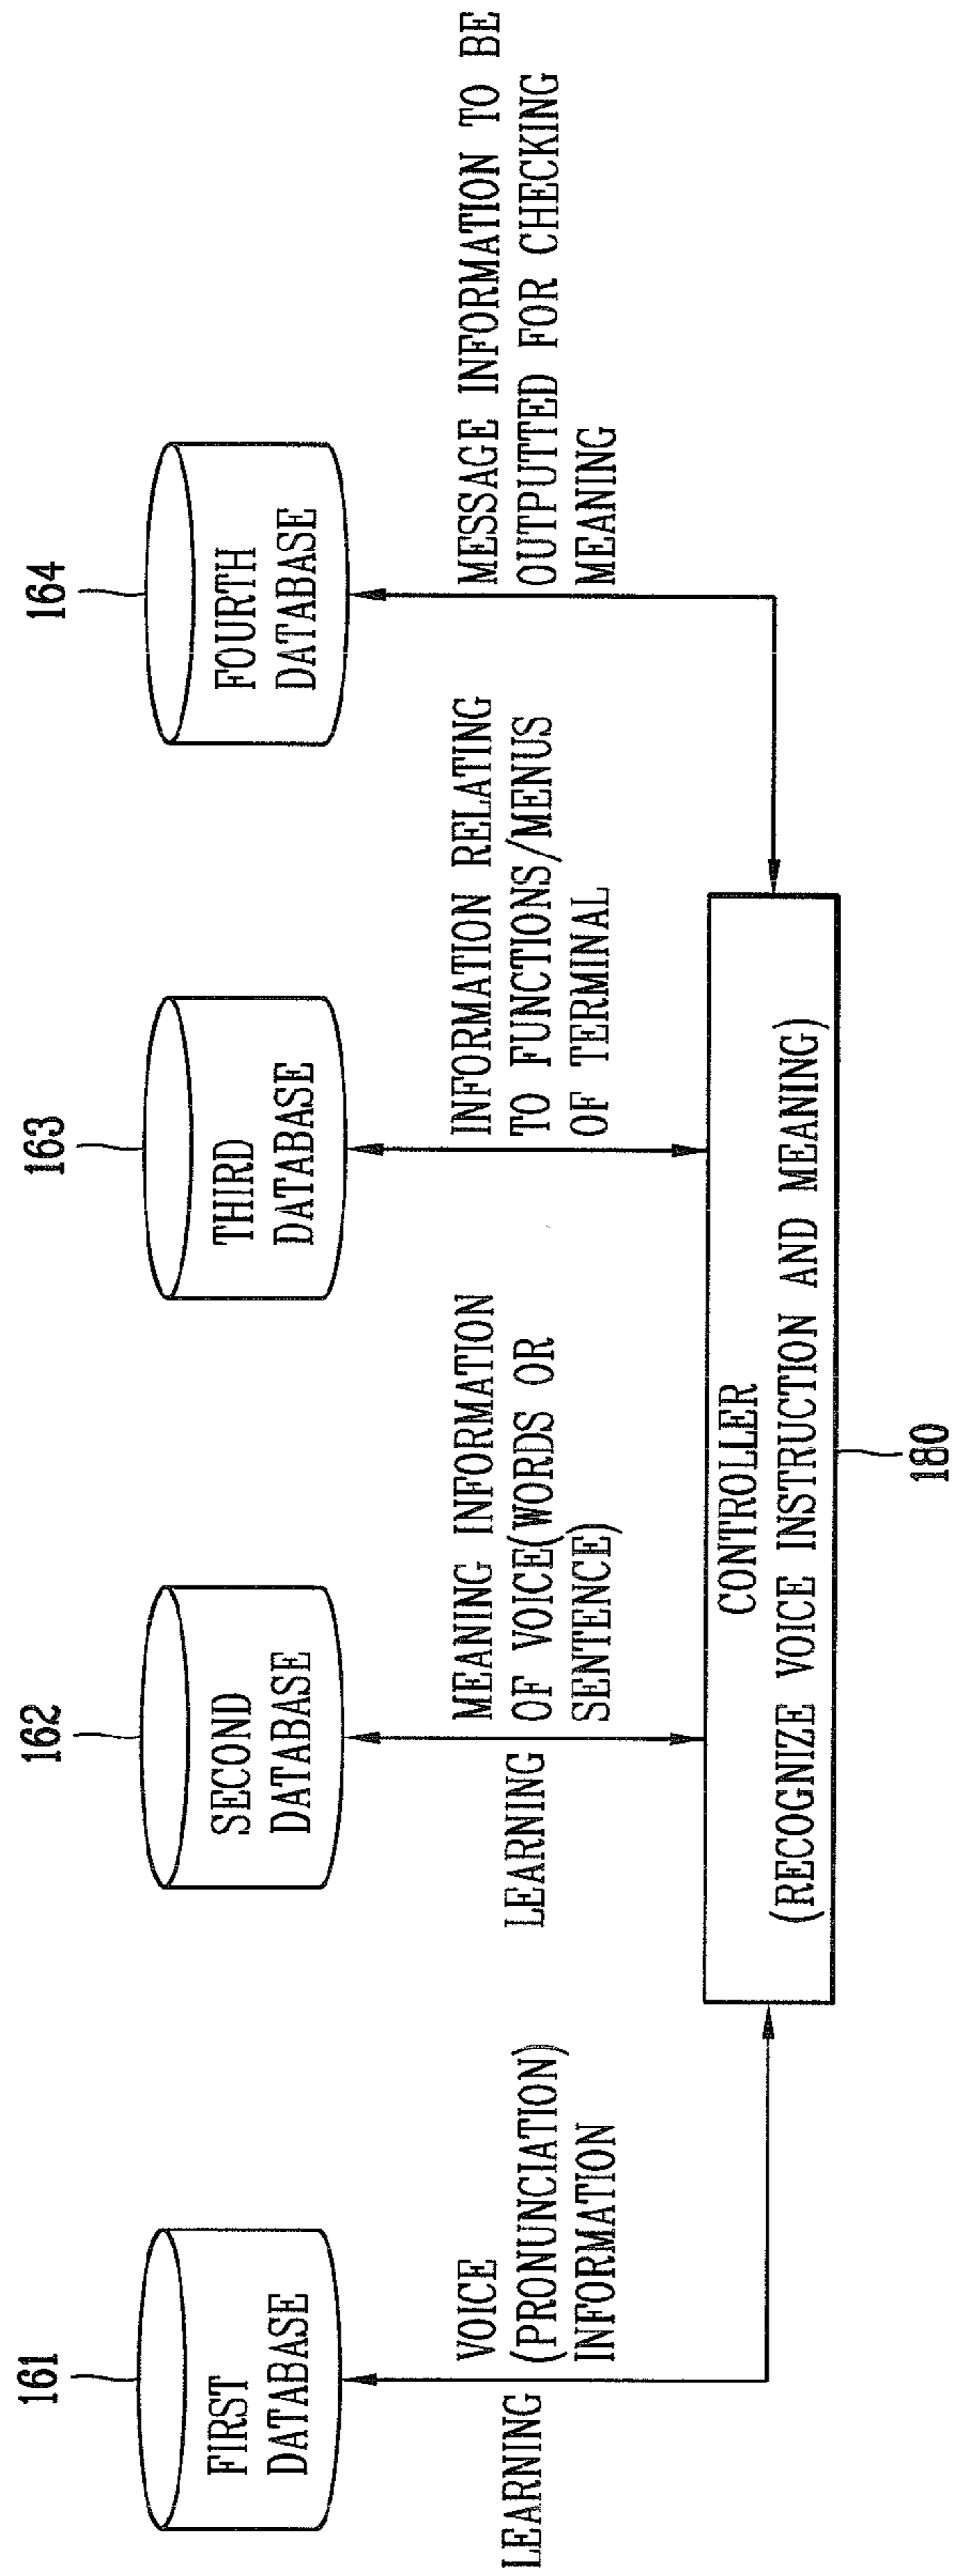 161
FIRST
DATABASE
LEARNING
VOICE
(PRONUNCIATION)
INFORMATION
162
SECOND
DATABASE
LEARNING
MEANING INFORMATION
OF VOICE(WORDS OR
SENTENCE)
163
THIRD
DATABASE
INFORMATION RELATING
TO FUNCTIONS/MENUS
OF TERMINAL
164
FOURTH
DATABASE
MESSAGE INFORMATION TO BE
OUTPUTTED FOR CHECKING
MEANING
CONTROLLER
(RECOGNIZE VOICE INSTRUCTION AND MEANING)
180